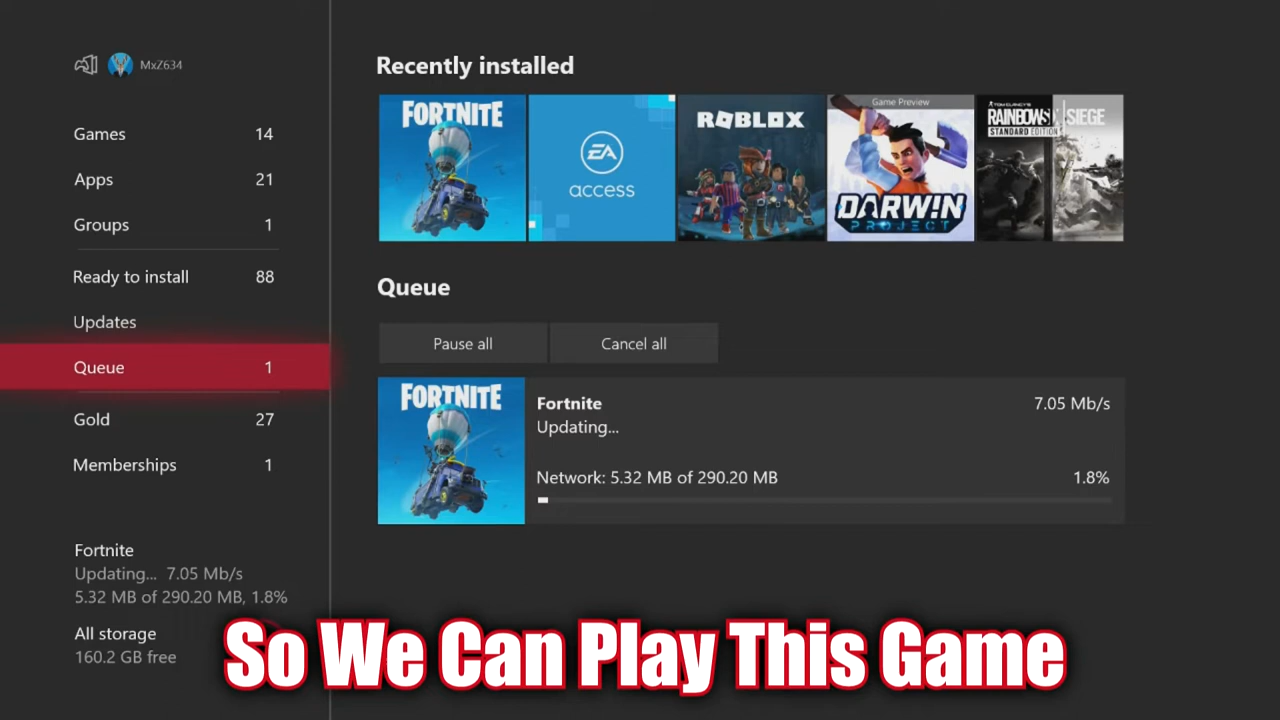 MxZ634
Games 14
Apps 21
Groups 1
Ready to install 88
Updates
Queue 1
Gold 27
Memberships 1
Fortnite
Updating... 7.05 Mb/s
5.32 MB of 290.20 MB, 1.8%
All storage
160.2 GB free
Recently installed
FORTNITE
EA
access
ROBLOX
Game Preview
DARWIN
PROJECT
TOM CLANCY'S
RAINBOW SIX | SIEGE
STANDARD EDITION
Queue
Pause all Cancel all
FORTNITE
Fortnite 7.05 Mb/s
Updating...
Network: 5.32 MB of 290.20 MB 1.8%
So We Can Play This Game